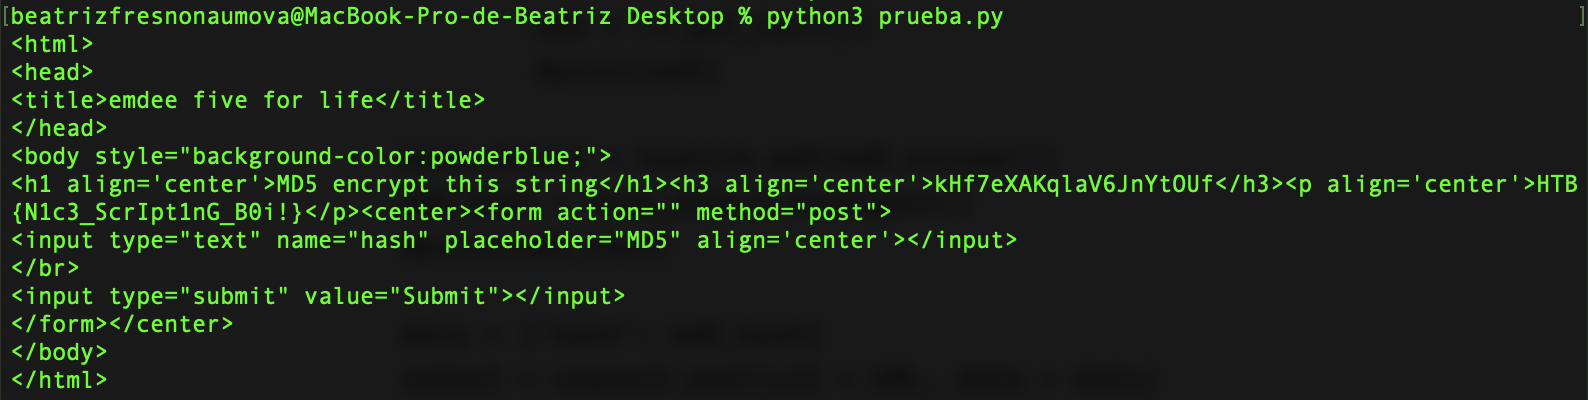 [beatrizfresnonaumova@MacBook-Pro-de-Beatriz Desktop % python3 prueba.py ]
<html>
<head>
<title>emdee five for life</title>
</head>
<body style="background-color:powderblue;">
<h1 align='center'>MD5 encrypt this string</h1><h3 align='center'>kHf7eXAKqlaV6JnYtOUf</h3><p align='center'>HTB
{N1c3_ScrIpt1nG_B0i!}</p><center><form action="" method="post">
<input type="text" name="hash" placeholder="MD5" align='center'></input>
</br>
<input type="submit" value="Submit"></input>
</form></center>
</body>
</html>